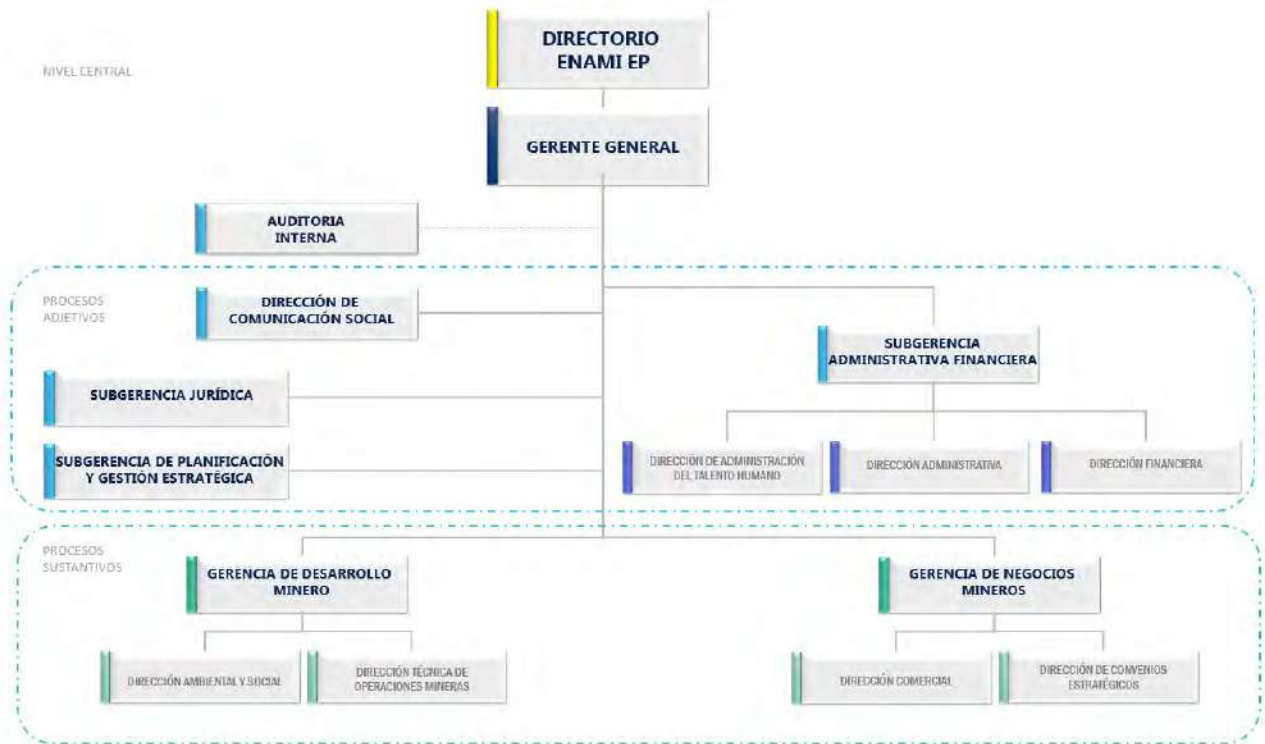 DIRECTORIO
ENAMI EP
NIVEL CENTRAL
GERENTE GENERAL
AUDITORIA
INTERNA
PROCESOS
ADJETIVOS
DIRECCIÓN DE
COMUNICACIÓN SOCIAL
SUBGERENCIA
ADMINISTRATIVA FINANCIERA
SUBGERENCIA JURÍDICA
SUBGERENCIA DE PLANIFICACIÓN
Y GESTIÓN ESTRATÉGICA
DIRECCIÓN DE ADMINISTRACIÓN
DEL TALENTO HUMANO
DIRECCIÓN ADMINISTRATIVA
DIRECCIÓN FINANCIERA
PROCESOS
SUSTANTIVOS
GERENCIA DE DESARROLLO
MINERO
GERENCIA DE NEGOCIOS
MINEROS
DIRECCIÓN AMBIENTAL Y SOCIAL
DIRECCIÓN TÉCNICA DE
OPERACIONES MINERAS
DIRECCIÓN COMERCIAL
DIRECCIÓN DE CONVENIOS
ESTRATÉGICOS